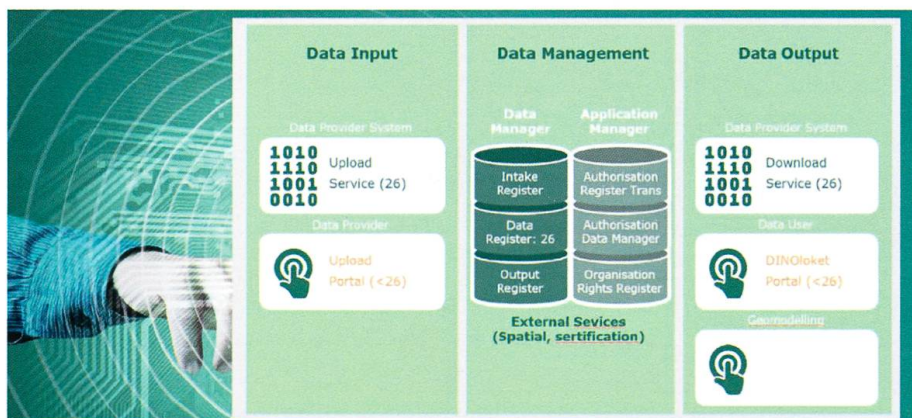 Data Input
Data Provider System
1010
1110
1001
0010
Upload
Service (26)
Data Provider
Upload
Portal (<26)
Data Management
Data
Manager
Application
Manager
Intake
Register
Authorisation
Register Trans
Data
Register: 26
Authorisation
Data Manager
Output
Register
Organisation
Rights Register
External Sevices
(Spatial, sertification)
Data Output
Data Provider System
1010
1110
1001
0010
Download
Service (26)
Data User
DINOloket
Portal (<26)
Geomodelling